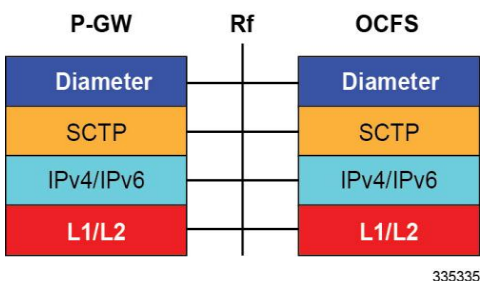 P-GW Rf OCFS
Diameter Diameter
SCTP SCTP
IPv4/IPv6 IPv4/IPv6
L1/L2 L1/L2
335335